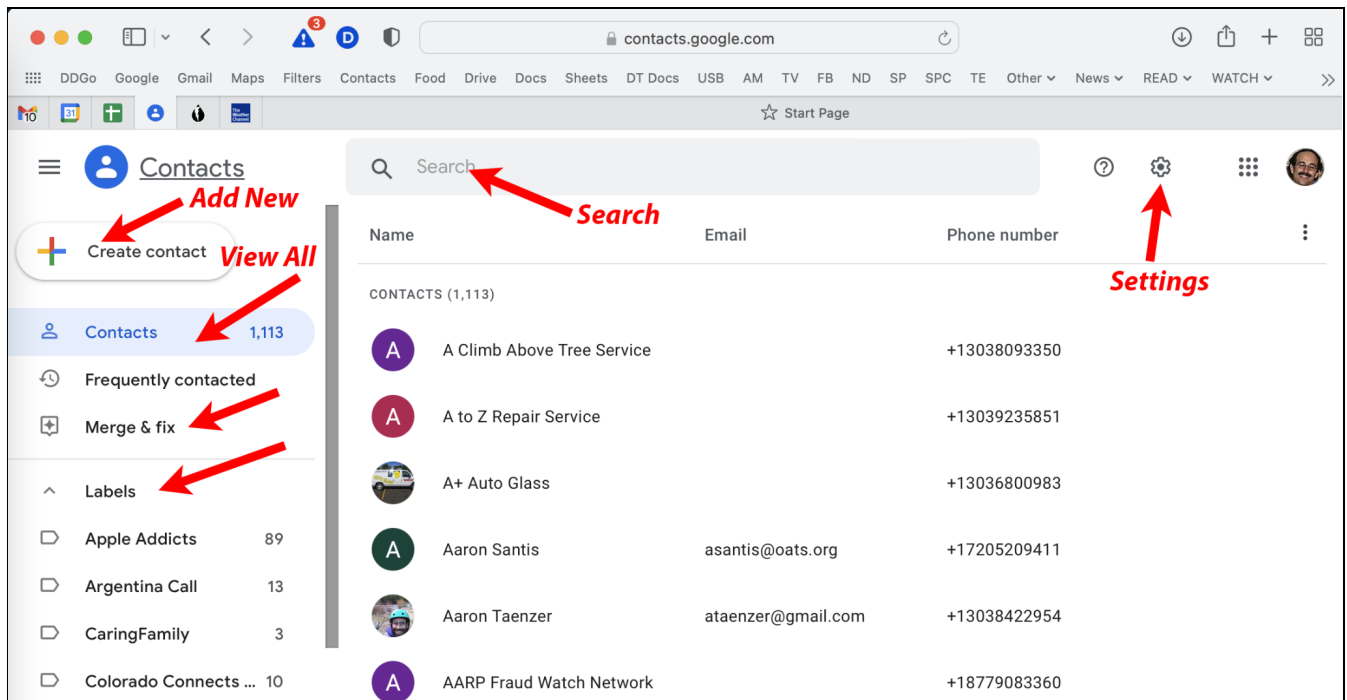 3
D
contacts.google.com
DDGo Google Gmail Maps Filters Contacts Food Drive Docs Sheets DT Docs USB AM TV FB ND SP SPC TE Other News READ WATCH
10
31
The Weather Channel
Start Page
Contacts
Search
Add New
Search
Create contact
View All
Name Email Phone number
Settings
CONTACTS (1,113)
Contacts 1,113
A A Climb Above Tree Service +13038093350
Frequently contacted
Merge & fix
A A to Z Repair Service +13039235851
Labels
A+ Auto Glass +13036800983
Apple Addicts 89
A Aaron Santis asantis@oats.org +17205209411
Argentina Call 13
Aaron Taenzer ataenzer@gmail.com +13038422954
CaringFamily 3
Colorado Connects ... 10
A AARP Fraud Watch Network +18779083360